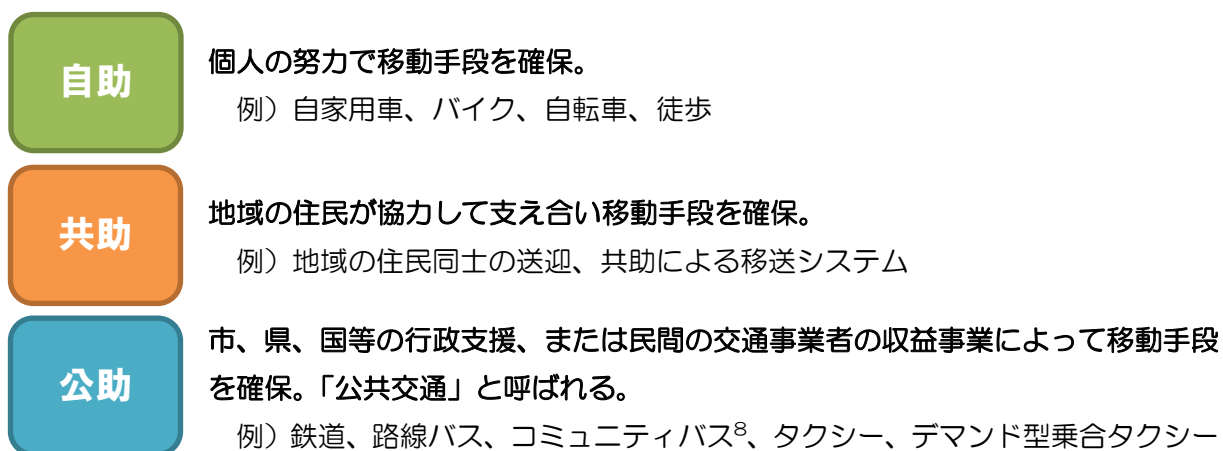 自助
個人の努力で移動手段を確保。
例）自家用車、バイク、自転車、徒歩
共助
地域の住民が協力して支え合い移動手段を確保。
例）地域の住民同士の送迎、共助による移送システム
公助
市、県、国等の行政支援、または民間の交通事業者の収益事業によって移動手段
を確保。「公共交通」と呼ばれる。
例）鉄道、路線バス、コミュニティバス⁸、タクシー、デマンド型乗合タクシー